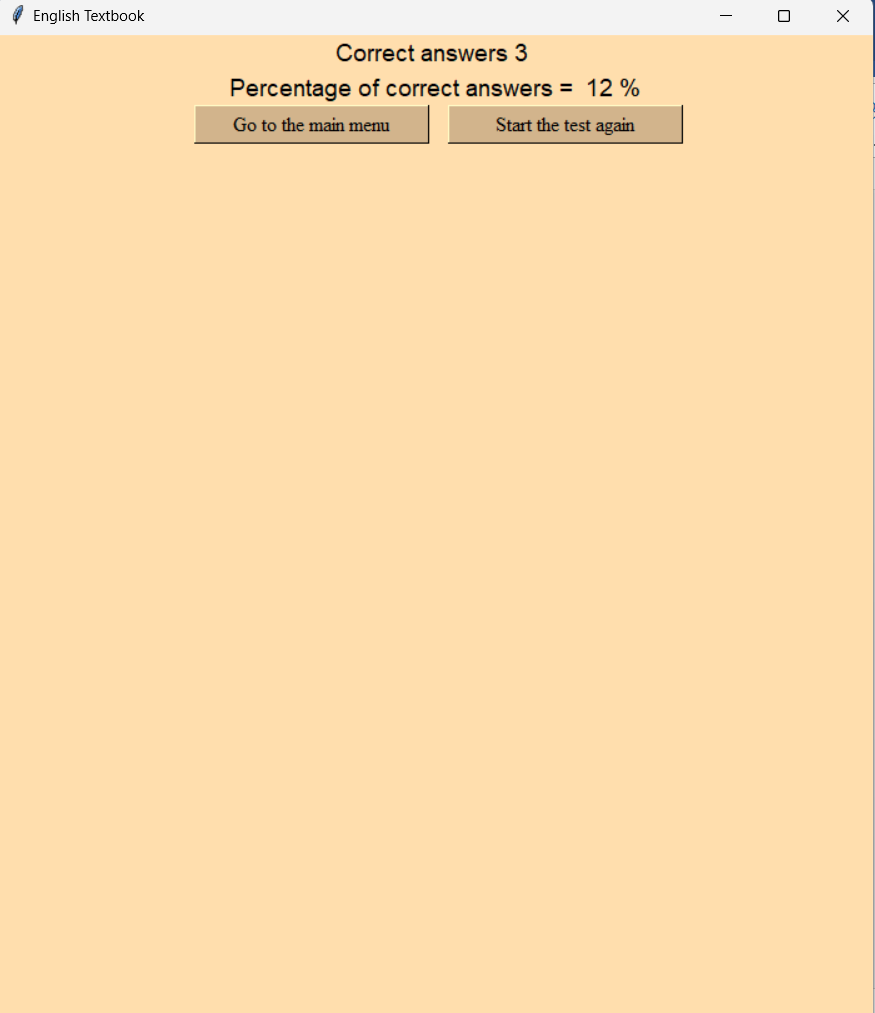 English Textbook
Correct answers 3
Percentage of correct answers =  12 %
Go to the main menu
Start the test again